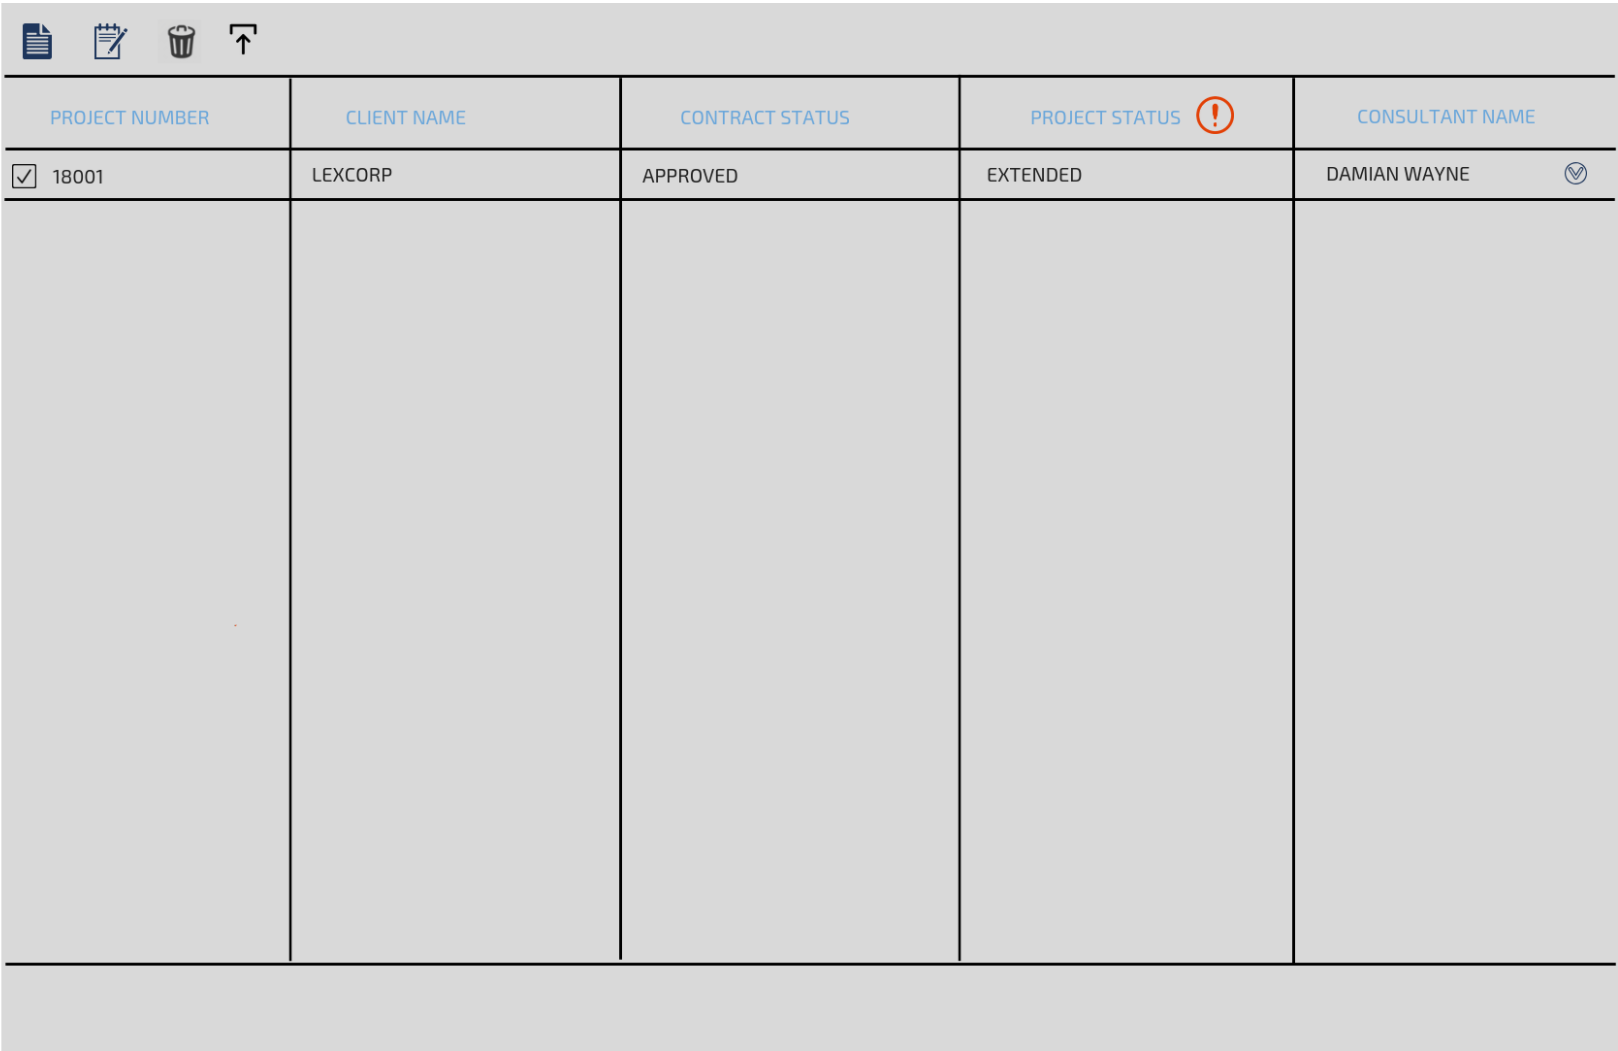 PROJECT NUMBER CLIENT NAME CONTRACT STATUS PROJECT STATUS CONSULTANT NAME
18001 LEXCORP APPROVED EXTENDED DAMIAN WAYNE